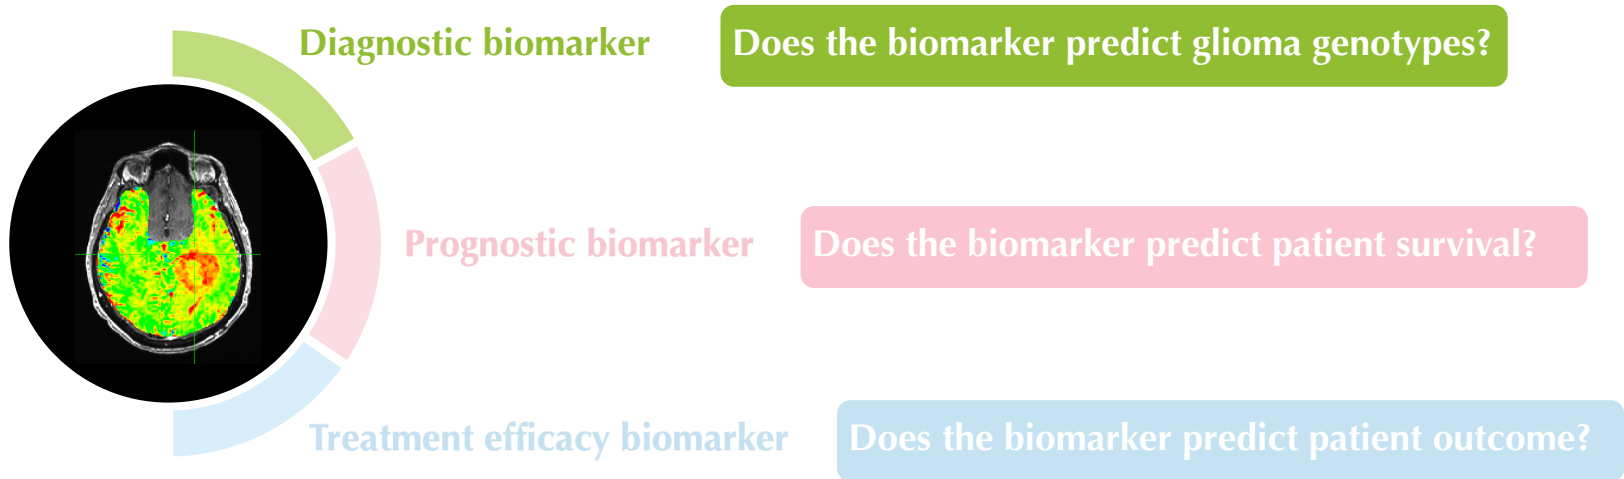 Diagnostic biomarker
Does the biomarker predict glioma genotypes?
Prognostic biomarker
Does the biomarker predict patient survival?
Treatment efficacy biomarker
Does the biomarker predict patient outcome?